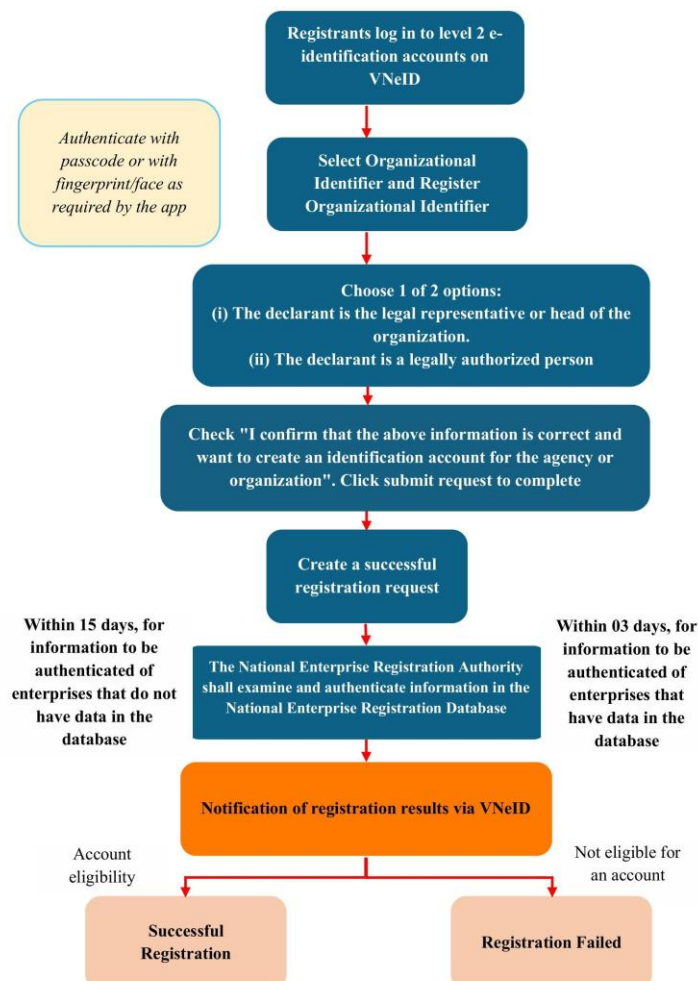 Registrants log in to level 2 e-
identification accounts on
VNeID
Authenticate with
passcode or with
fingerprint/face as
required by the app
Select Organizational
Identifier and Register
Organizational Identifier
Choose 1 of 2 options:
(i) The declarant is the legal representative or head of the
organization.
(ii) The declarant is a legally authorized person
Check "I confirm that the above information is correct and
want to create an identification account for the agency or
organization". Click submit request to complete
Create a successful
registration request
Within 15 days, for
information to be
authenticated of
enterprises that do not
have data in the
database
The National Enterprise Registration Authority
shall examine and authenticate information in the
National Enterprise Registration Database
Within 03 days, for
information to be
authenticated of
enterprises that
have data in the
database
Notification of registration results via VNeID
Account
eligibility
Not eligible for
an account
Successful
Registration
Registration Failed